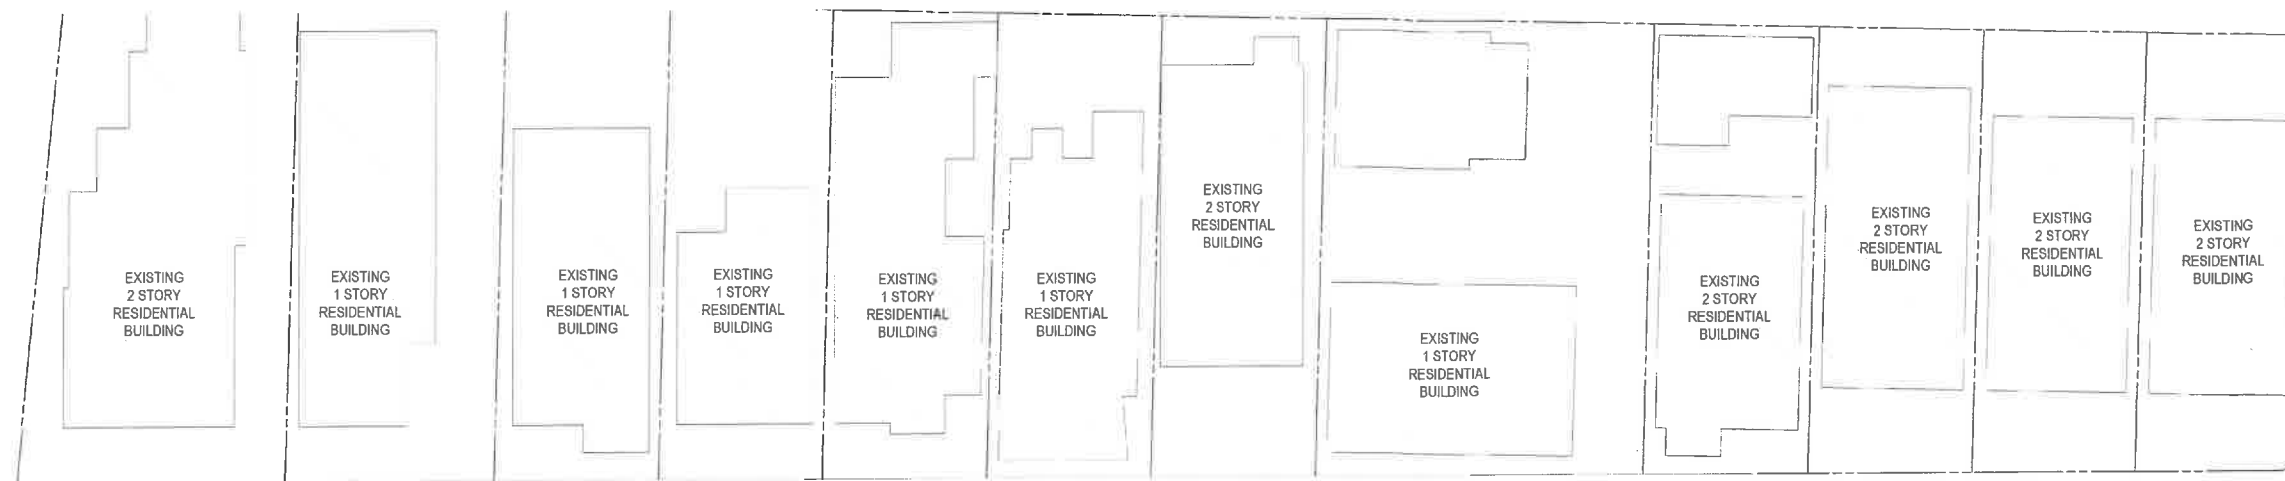 EXISTING
2 STORY
RESIDENTIAL
BUILDING
EXISTING
1 STORY
RESIDENTIAL
BUILDING
EXISTING
1 STORY
RESIDENTIAL
BUILDING
EXISTING
1 STORY
RESIDENTIAL
BUILDING
EXISTING
1 STORY
RESIDENTIAL
BUILDING
EXISTING
1 STORY
RESIDENTIAL
BUILDING
EXISTING
2 STORY
RESIDENTIAL
BUILDING
EXISTING
1 STORY
RESIDENTIAL
BUILDING
EXISTING
2 STORY
RESIDENTIAL
BUILDING
EXISTING
2 STORY
RESIDENTIAL
BUILDING
EXISTING
2 STORY
RESIDENTIAL
BUILDING
EXISTING
2 STORY
RESIDENTIAL
BUILDING